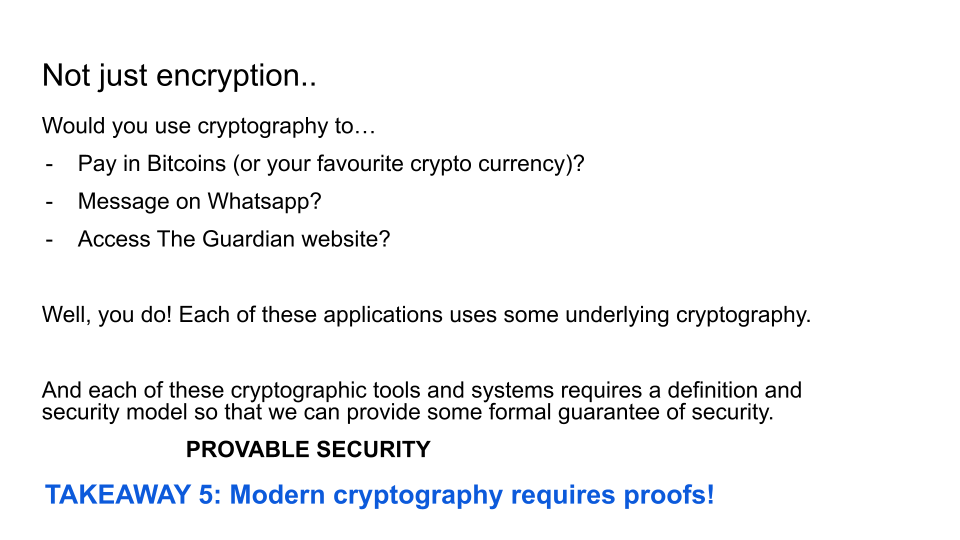 Not just encryption..
Would you use cryptography to…
- Pay in Bitcoins (or your favourite crypto currency)?
- Message on Whatsapp?
- Access The Guardian website?
Well, you do! Each of these applications uses some underlying cryptography.
And each of these cryptographic tools and systems requires a definition and
security model so that we can provide some formal guarantee of security.
PROVABLE SECURITY
TAKEAWAY 5: Modern cryptography requires proofs!